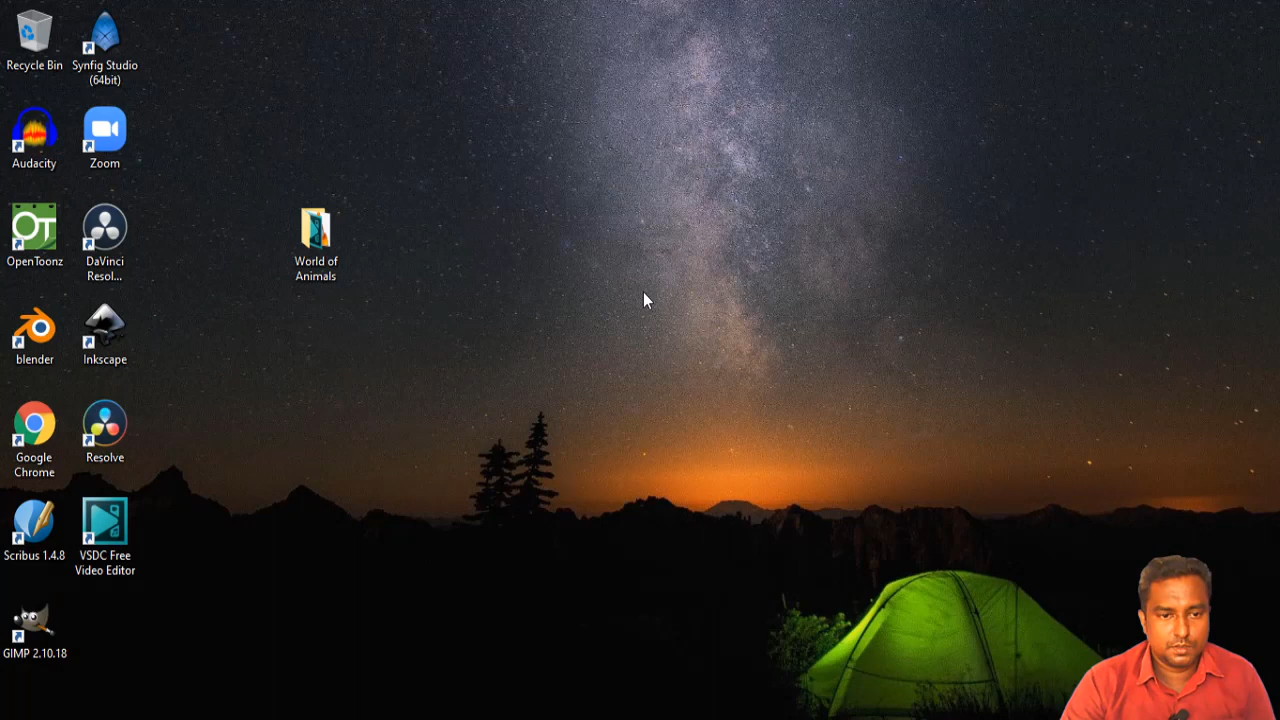 Recycle Bin
Synfig Studio
(64bit)
Audacity
Zoom
OpenToonz
DaVinci
Resol...
World of
Animals
blender
Inkscape
Google
Chrome
Resolve
Scribus 1.4.8
VSDC Free
Video Editor
GIMP 2.10.18